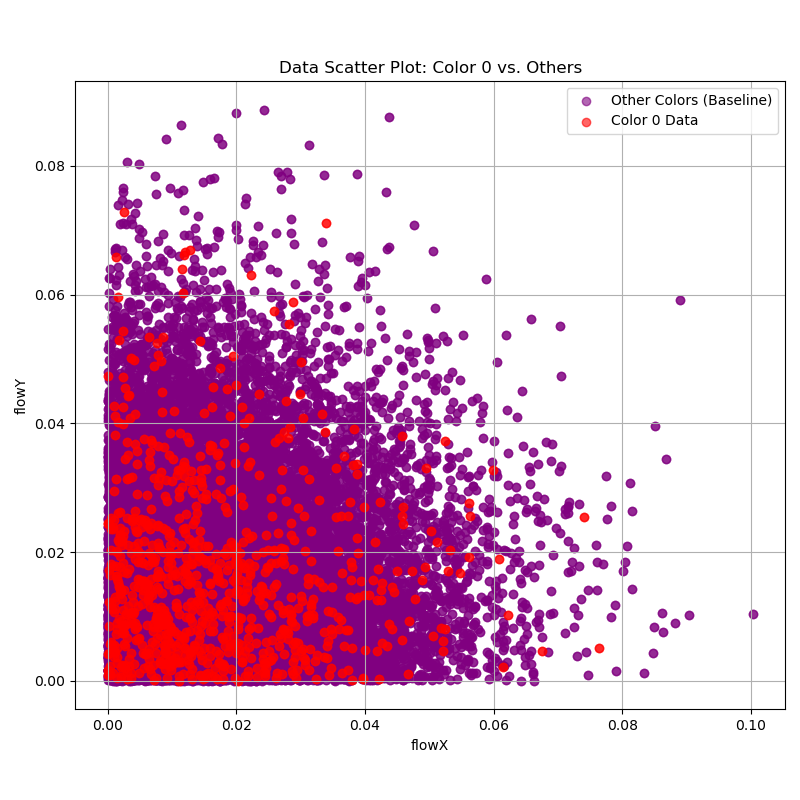 Data Scatter Plot: Color 0 vs. Others
Other Colors (Baseline)
Color 0 Data
flowY
0.08
0.06
0.04
0.02
0.00
0.00 0.02 0.04 0.06 0.08 0.10
flowX